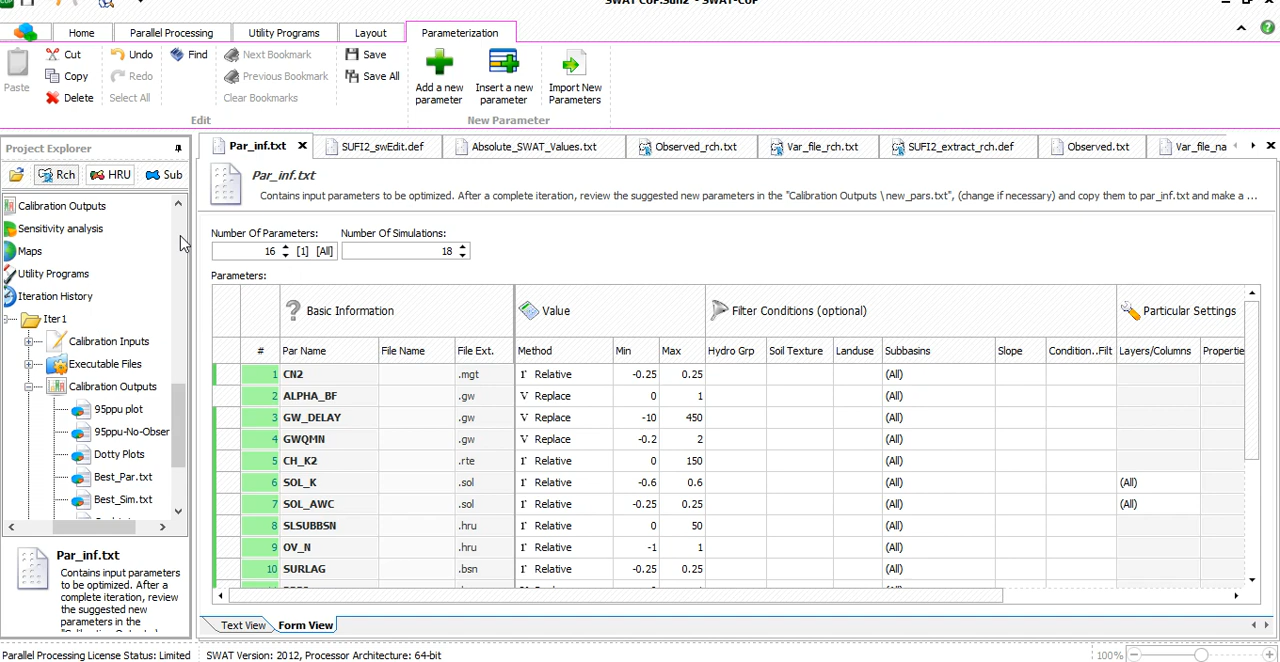 SWAT CUP.Sufi2 - SWAT-CUP
Home
Parallel Processing
Utility Programs
Layout
Parameterization
Paste
Cut
Copy
Delete
Undo
Redo
Select All
Find
Next Bookmark
Previous Bookmark
Clear Bookmarks
Save
Save All
Add a new parameter
Insert a new parameter
Import New Parameters
Edit
New Parameter
Project Explorer
Rch
HRU
Sub
Calibration Outputs
Sensitivity analysis
Maps
Utility Programs
Iteration History
Iter1
Calibration Inputs
Executable Files
Calibration Outputs
95ppu plot
95ppu-No-Obser
Dotty Plots
Best_Par.txt
Best_Sim.txt
Par_inf.txt
Contains input parameters
to be optimized. After a
complete iteration, review
the suggested new
parameters in the
Par_inf.txt
SUFI2_swEdit.def
Absolute_SWAT_Values.txt
Observed_rch.txt
Var_file_rch.txt
SUFI2_extract_rch.def
Observed.txt
Var_file_na
Par_inf.txt
Contains input parameters to be optimized. After a complete iteration, review the suggested new parameters in the "Calibration Outputs \new_pars.txt", (change if necessary) and copy them to par_inf.txt and make a ...
Number Of Parameters:
Number Of Simulations:
16 [1] [All] 18
Parameters:
Basic Information Value Filter Conditions (optional) Particular Settings
# Par Name File Name File Ext. Method Min Max Hydro Grp Soil Texture Landuse Subbasins Slope Condition..Filt Layers/Columns Propertie
1 CN2 .mgt r Relative -0.25 0.25 (All)
2 ALPHA_BF .gw V Replace 0 1 (All)
3 GW_DELAY .gw V Replace -10 450 (All)
4 GWQMN .gw V Replace -0.2 2 (All)
5 CH_K2 .rte r Relative 0 150 (All)
6 SOL_K .sol r Relative -0.6 0.6 (All) (All)
7 SOL_AWC .sol r Relative -0.25 0.25 (All) (All)
8 SLSUBBSN .hru r Relative 0 50 (All)
9 OV_N .hru r Relative -1 1 (All)
10 SURLAG .bsn r Relative -0.25 0.25 (All)
Text View
Form View
Parallel Processing License Status: Limited
SWAT Version: 2012, Processor Architecture: 64-bit
100%